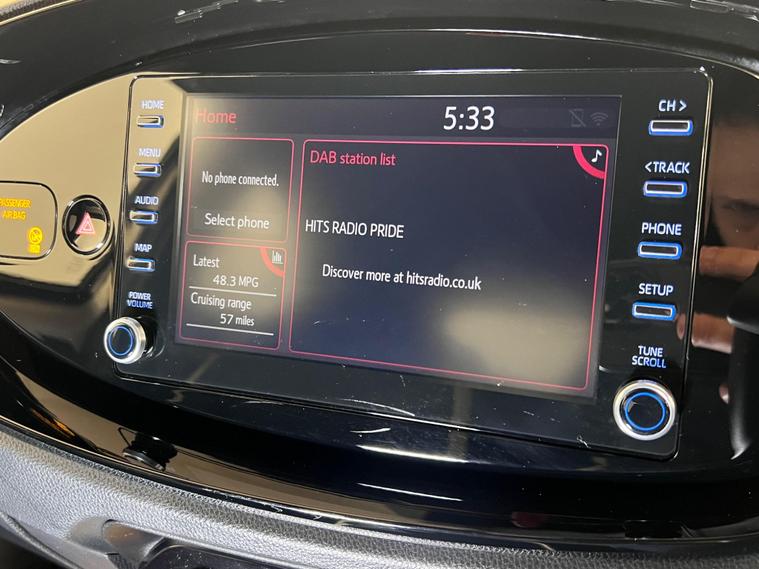 HOME
MENU
AUDIO
MAP
POWER
VOLUME
PASSENGER
AIRBAG
Home
5:33
No phone connected.
Select phone
Latest
48.3 MPG
Cruising range
57 miles
DAB station list
HITS RADIO PRIDE
Discover more at hitsradio.co.uk
CH >
<TRACK
PHONE
SETUP
TUNE
SCROLL